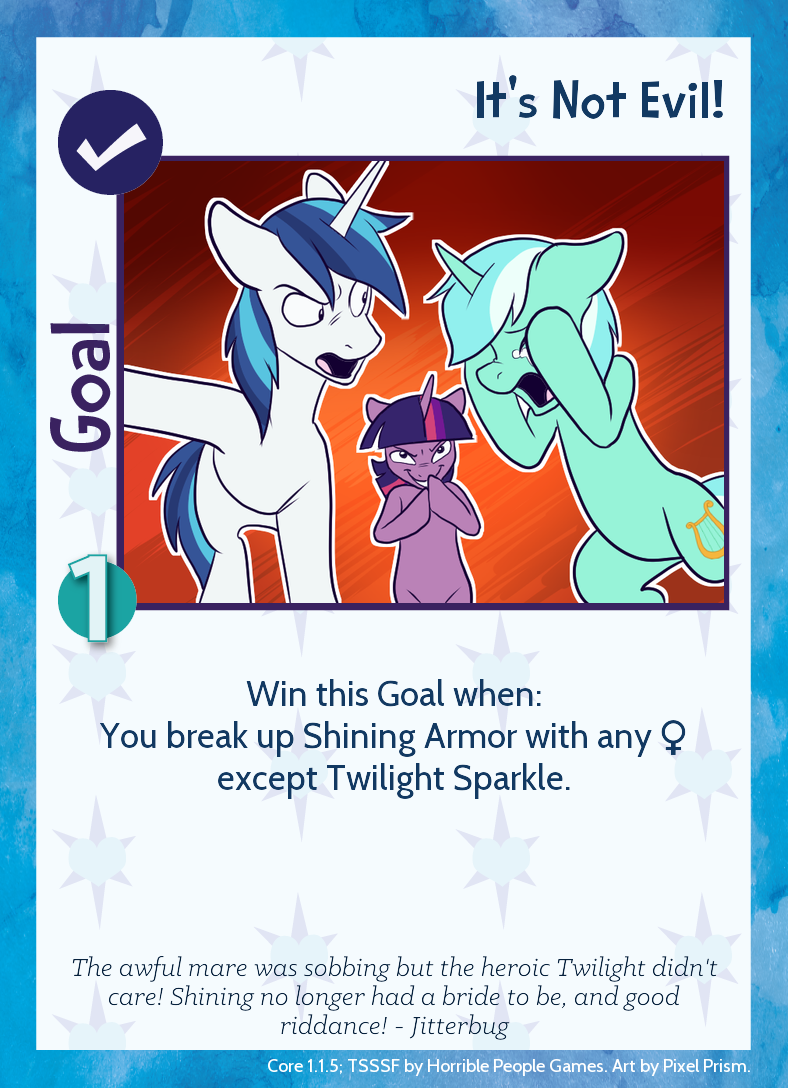 It's Not Evil!
Goal
1
Win this Goal when:
You break up Shining Armor with any ♀
except Twilight Sparkle.
The awful mare was sobbing but the heroic Twilight didn't
care! Shining no longer had a bride to be, and good
riddance! - Jitterbug
Core 1.1.5; TSSSF by Horrible People Games. Art by Pixel Prism.